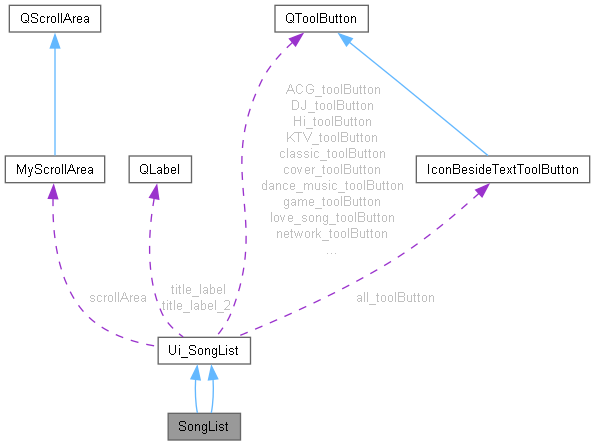 QScrollArea
QToolButton
ACG_toolButton
DJ_toolButton
Hi_toolButton
KTV_toolButton
classic_toolButton
cover_toolButton
dance_music_toolButton
game_toolButton
love_song_toolButton
network_toolButton
...
MyScrollArea
QLabel
IconBesideTextToolButton
scrollArea
title_label
title_label_2
all_toolButton
Ui_SongList
SongList